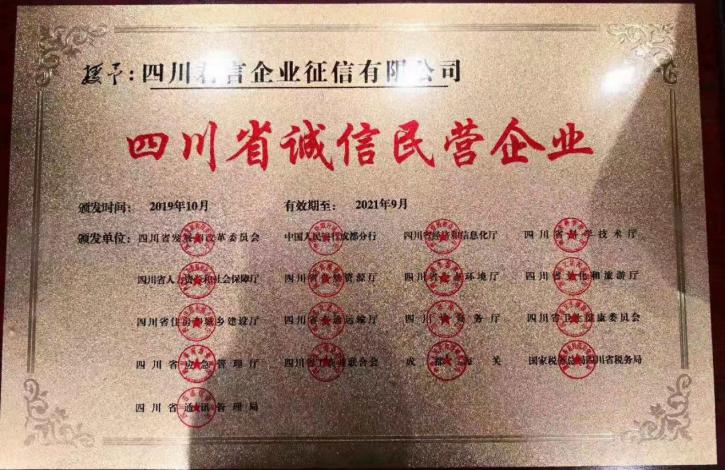 授予：四川君言企业征信有限公司
四川省诚信民营企业
颁发时间： 2019年10月 有效期至： 2021年9月
颁发单位： 四川省发展和改革委员会 中国人民银行成都分行 四川省经济和信息化厅 四川省科学技术厅
四川省人力资源和社会保障厅 四川省自然资源厅 四川省生态环境厅 四川省文化和旅游厅
四川省住房和城乡建设厅 四川省交通运输厅 四川省商务厅 四川省卫生健康委员会
四川省应急管理厅 四川省工商业联合会 成都海关 国家税务总局四川省税务局
四川省通信管理局